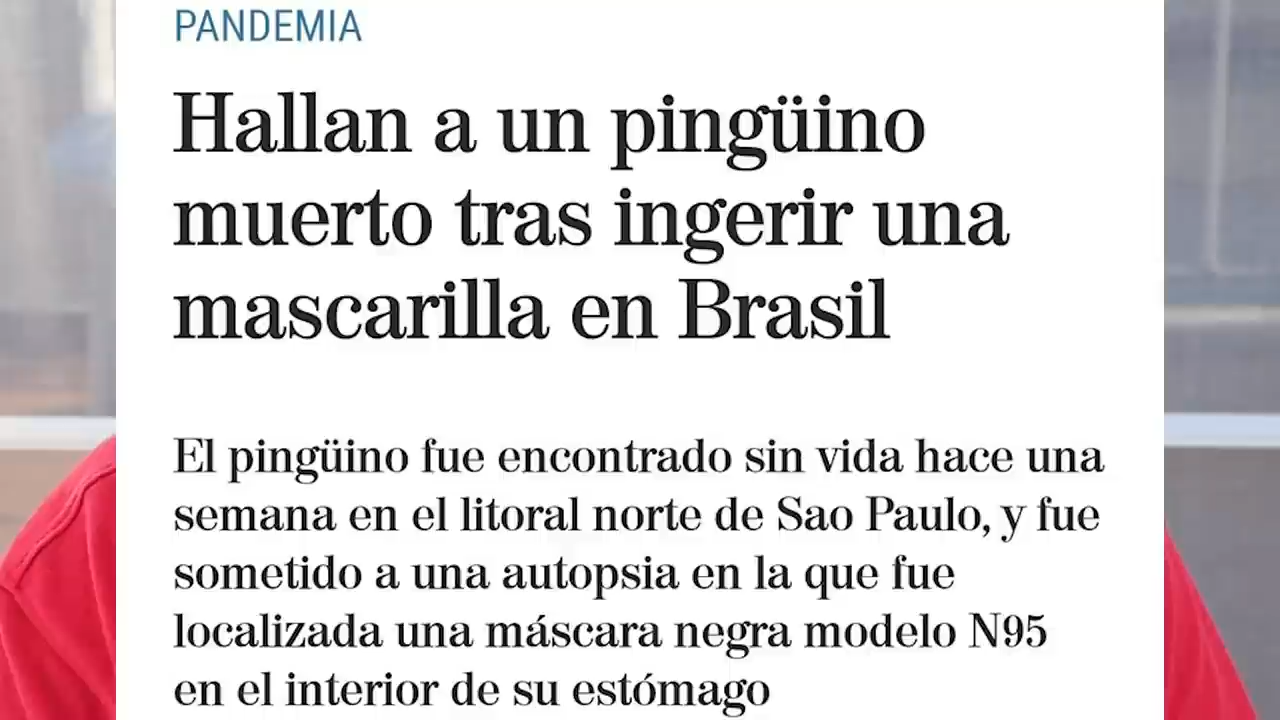 PANDEMIA
Hallan a un pingüino
muerto tras ingerir una
mascarilla en Brasil
El pingüino fue encontrado sin vida hace una
semana en el litoral norte de Sao Paulo, y fue
sometido a una autopsia en la que fue
localizada una máscara negra modelo N95
en el interior de su estómago